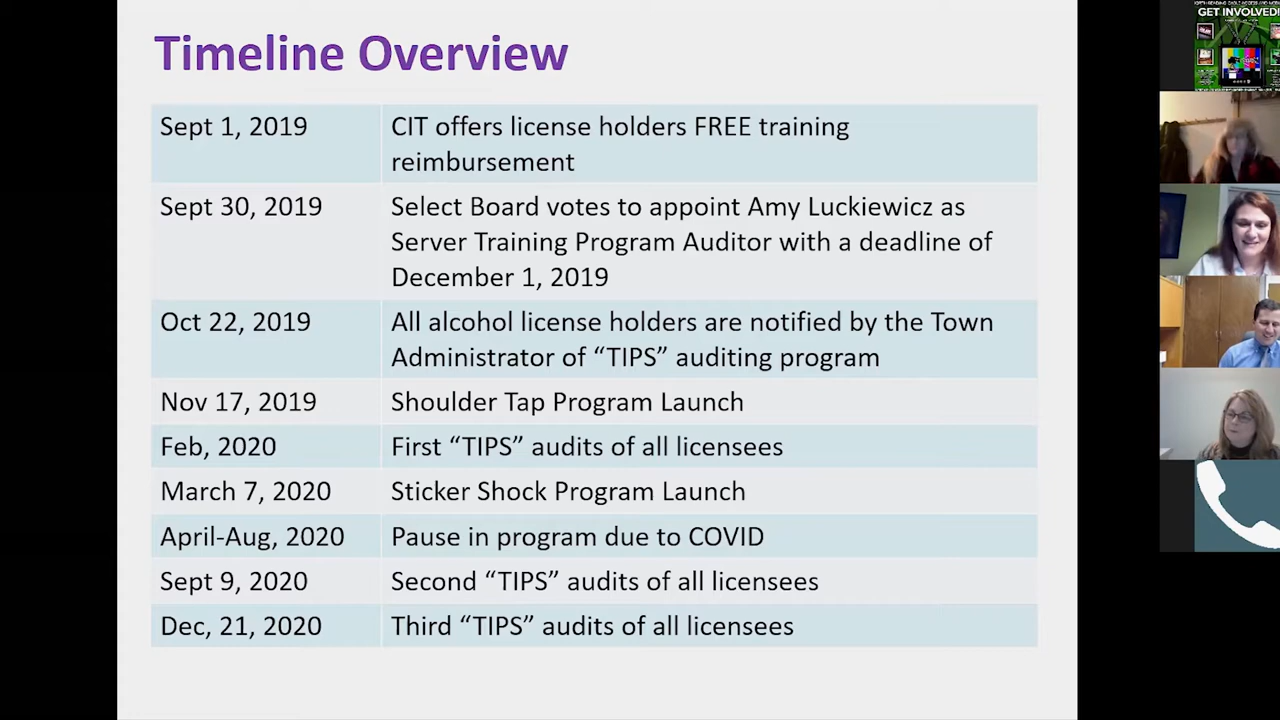 Timeline Overview
Sept 1, 2019
CIT offers license holders FREE training
reimbursement
Sept 30, 2019
Select Board votes to appoint Amy Luckiewicz as
Server Training Program Auditor with a deadline of
December 1, 2019
Oct 22, 2019
All alcohol license holders are notified by the Town
Administrator of “TIPS” auditing program
Nov 17, 2019
Shoulder Tap Program Launch
Feb, 2020
First “TIPS” audits of all licensees
March 7, 2020
Sticker Shock Program Launch
April-Aug, 2020
Pause in program due to COVID
Sept 9, 2020
Second “TIPS” audits of all licensees
Dec, 21, 2020
Third “TIPS” audits of all licensees
GET INVOLVED!